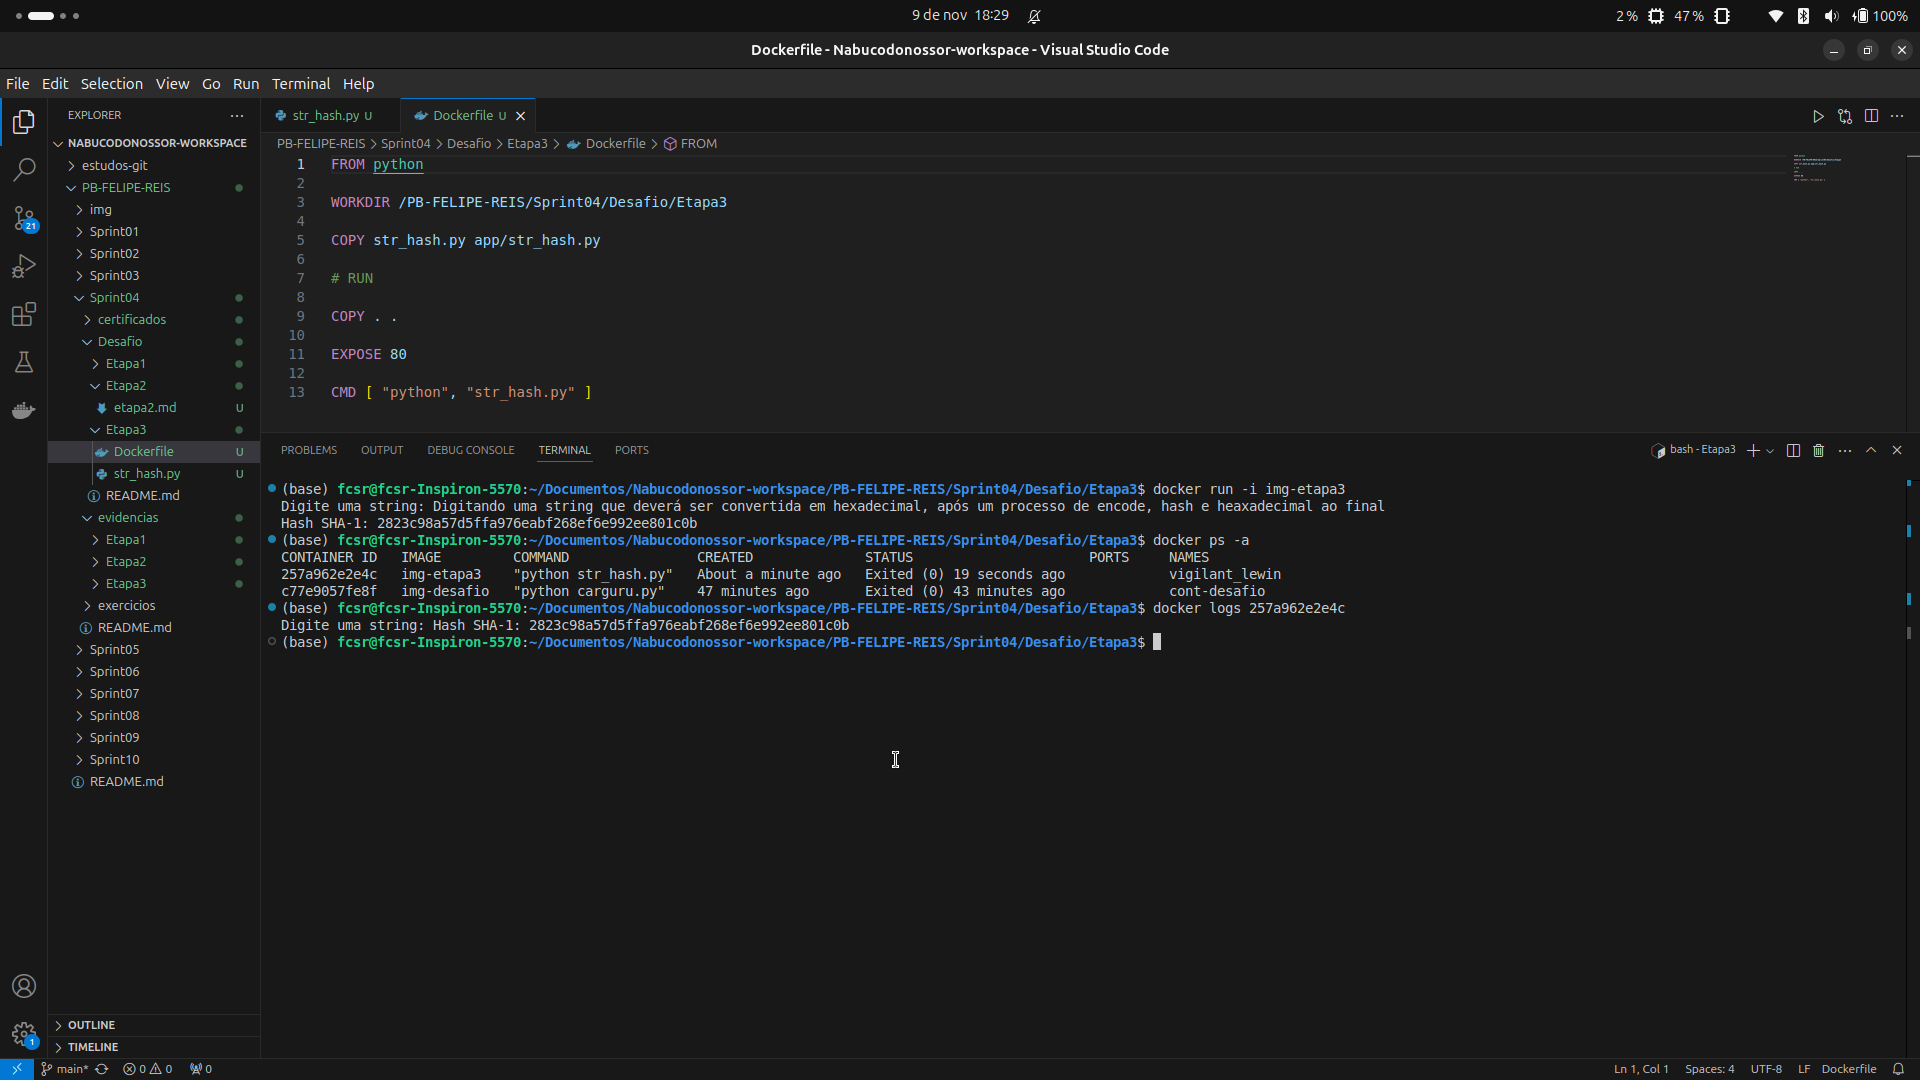 9 de nov 18:29
2 % 47 % 100%
Dockerfile - Nabucodonossor-workspace - Visual Studio Code
File Edit Selection View Go Run Terminal Help
EXPLORER
NABUCODONOSSOR-WORKSPACE
estudos-git
PB-FELIPE-REIS
img
Sprint01
Sprint02
Sprint03
Sprint04
certificados
Desafio
Etapa1
Etapa2
etapa2.md U
Etapa3
Dockerfile U
str_hash.py U
README.md
evidencias
Etapa1
Etapa2
Etapa3
exercicios
README.md
Sprint05
Sprint06
Sprint07
Sprint08
Sprint09
Sprint10
README.md
OUTLINE
TIMELINE
21
1
str_hash.py U Dockerfile U
PB-FELIPE-REIS > Sprint04 > Desafio > Etapa3 > Dockerfile > FROM
1 FROM python
2
3 WORKDIR /PB-FELIPE-REIS/Sprint04/Desafio/Etapa3
4
5 COPY str_hash.py app/str_hash.py
6
7 # RUN
8
9 COPY . .
10
11 EXPOSE 80
12
13 CMD [ "python", "str_hash.py" ]
PROBLEMS OUTPUT DEBUG CONSOLE TERMINAL PORTS
bash - Etapa3
(base) fcsr@fcsr-Inspiron-5570:~/Documentos/Nabucodonossor-workspace/PB-FELIPE-REIS/Sprint04/Desafio/Etapa3$ docker run -i img-etapa3
Digite uma string: Digitando uma string que deverá ser convertida em hexadecimal, após um processo de encode, hash e heaxadecimal ao final
Hash SHA-1: 2823c98a57d5ffa976eabf268ef6e992ee801c0b
(base) fcsr@fcsr-Inspiron-5570:~/Documentos/Nabucodonossor-workspace/PB-FELIPE-REIS/Sprint04/Desafio/Etapa3$ docker ps -a
CONTAINER ID IMAGE COMMAND CREATED STATUS PORTS NAMES
257a962e2e4c img-etapa3 "python str_hash.py" About a minute ago Exited (0) 19 seconds ago vigilant_lewin
c77e9057fe8f img-desafio "python carguru.py" 47 minutes ago Exited (0) 43 minutes ago cont-desafio
(base) fcsr@fcsr-Inspiron-5570:~/Documentos/Nabucodonossor-workspace/PB-FELIPE-REIS/Sprint04/Desafio/Etapa3$ docker logs 257a962e2e4c
Digite uma string: Hash SHA-1: 2823c98a57d5ffa976eabf268ef6e992ee801c0b
(base) fcsr@fcsr-Inspiron-5570:~/Documentos/Nabucodonossor-workspace/PB-FELIPE-REIS/Sprint04/Desafio/Etapa3$
main* 0 0 0
Ln 1, Col 1 Spaces: 4 UTF-8 LF Dockerfile